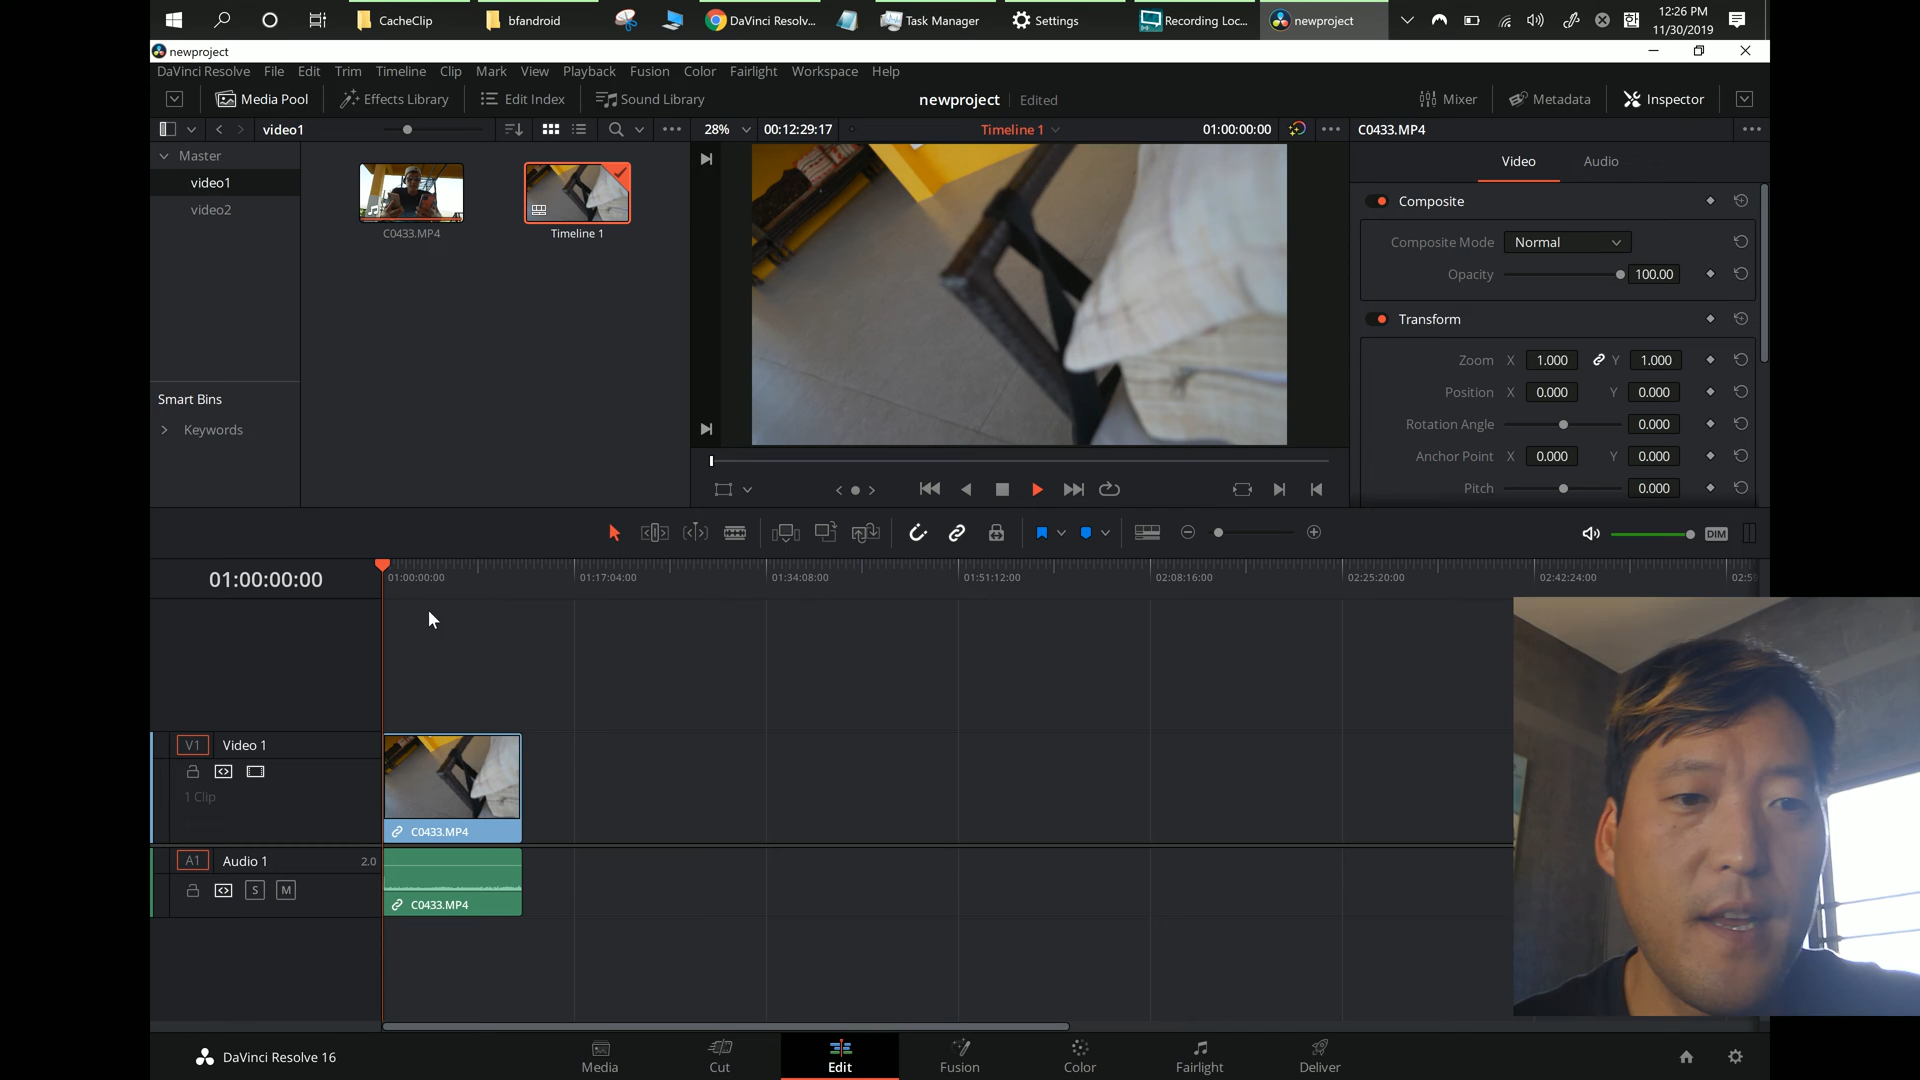 CacheClip
bfandroid
DaVinci Resolv...
Task Manager
Settings
Recording Loc...
newproject
12:26 PM
11/30/2019
newproject
DaVinci Resolve File Edit Trim Timeline Clip Mark View Playback Fusion Color Fairlight Workspace Help
Media Pool
Effects Library
Edit Index
Sound Library
newproject
Edited
Mixer
Metadata
Inspector
video1
28%
00:12:29:17
Timeline 1
01:00:00:00
C0433.MP4
Master
video1
video2
C0433.MP4
Timeline 1
Smart Bins
Keywords
Video
Audio
Composite
Composite Mode Normal
Opacity 100.00
Transform
Zoom X 1.000 Y 1.000
Position X 0.000 Y 0.000
Rotation Angle 0.000
Anchor Point X 0.000 Y 0.000
Pitch 0.000
DIM
01:00:00:00
01:00:00:00
01:17:04:00
01:34:08:00
01:51:12:00
02:08:16:00
02:25:20:00
02:42:24:00
02:59
V1 Video 1
1 Clip
C0433.MP4
A1 Audio 1 2.0
S M
C0433.MP4
DaVinci Resolve 16
Media
Cut
Edit
Fusion
Color
Fairlight
Deliver